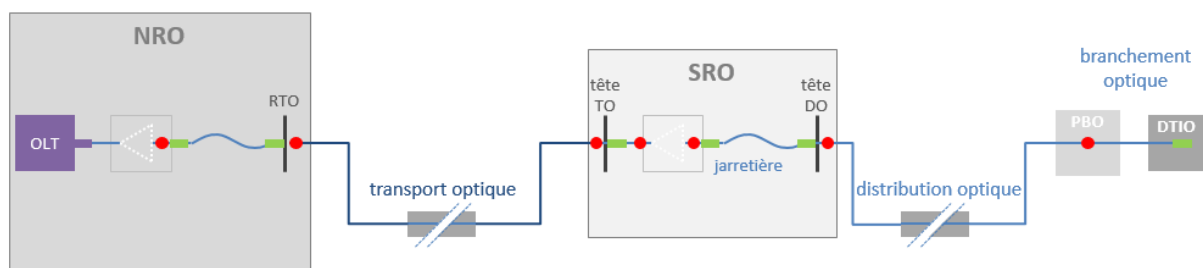 NRO
OLT
RTO
transport optique
SRO
tête
TO
tête
DO
jarretière
distribution optique
branchement
optique
PBO
DTIO